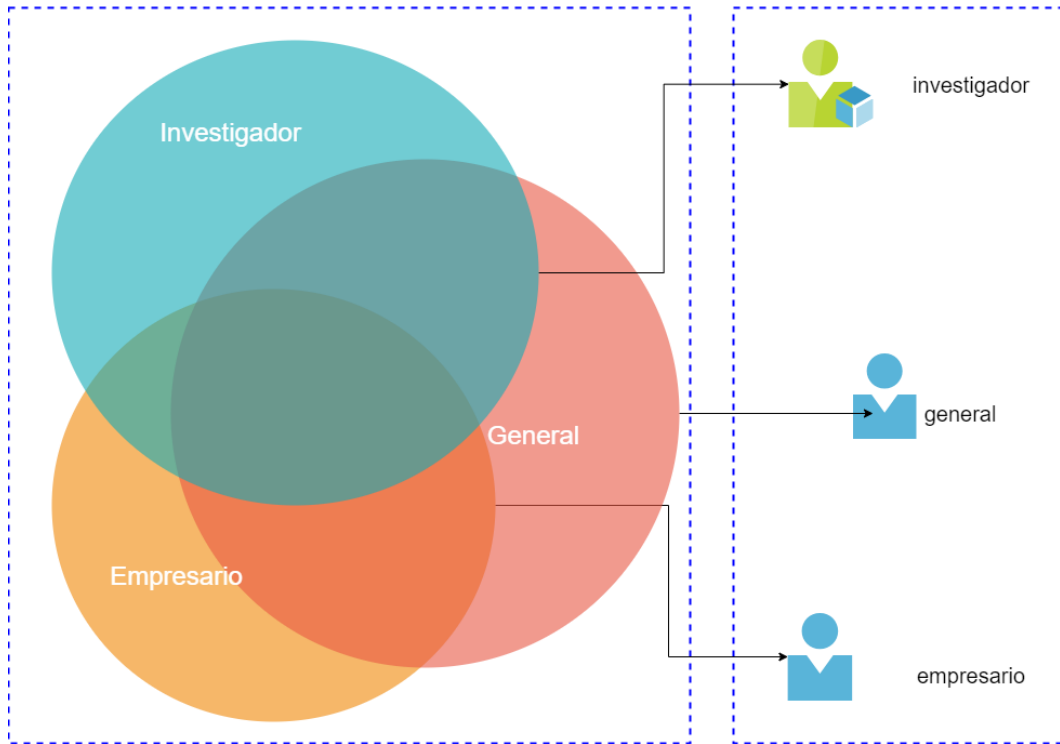 Investigador
General
Empresario
investigador
general
empresario